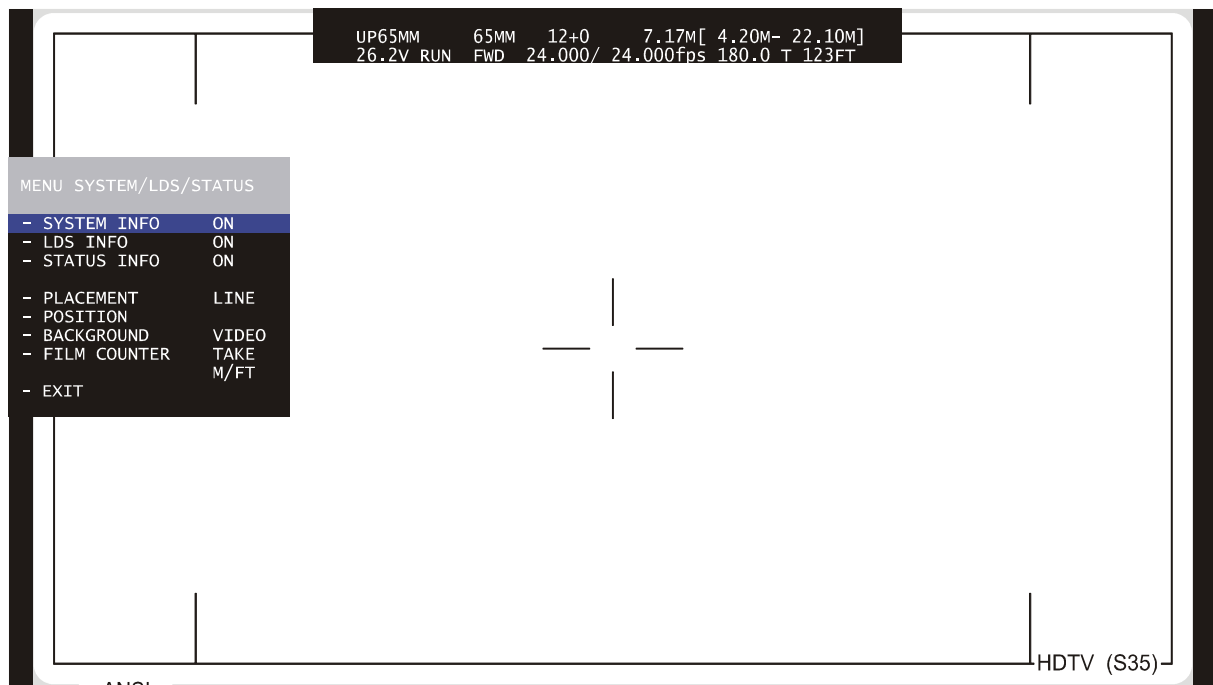 UP65MM 65MM 12+0 7.17M[ 4.20M- 22.10M]
26.2V RUN FWD 24.000/ 24.000fps 180.0 T 123FT
MENU SYSTEM/LDS/STATUS
- SYSTEM INFO ON
- LDS INFO ON
- STATUS INFO ON
- PLACEMENT LINE
- POSITION
- BACKGROUND VIDEO
- FILM COUNTER TAKE
M/FT
- EXIT
HDTV (S35)